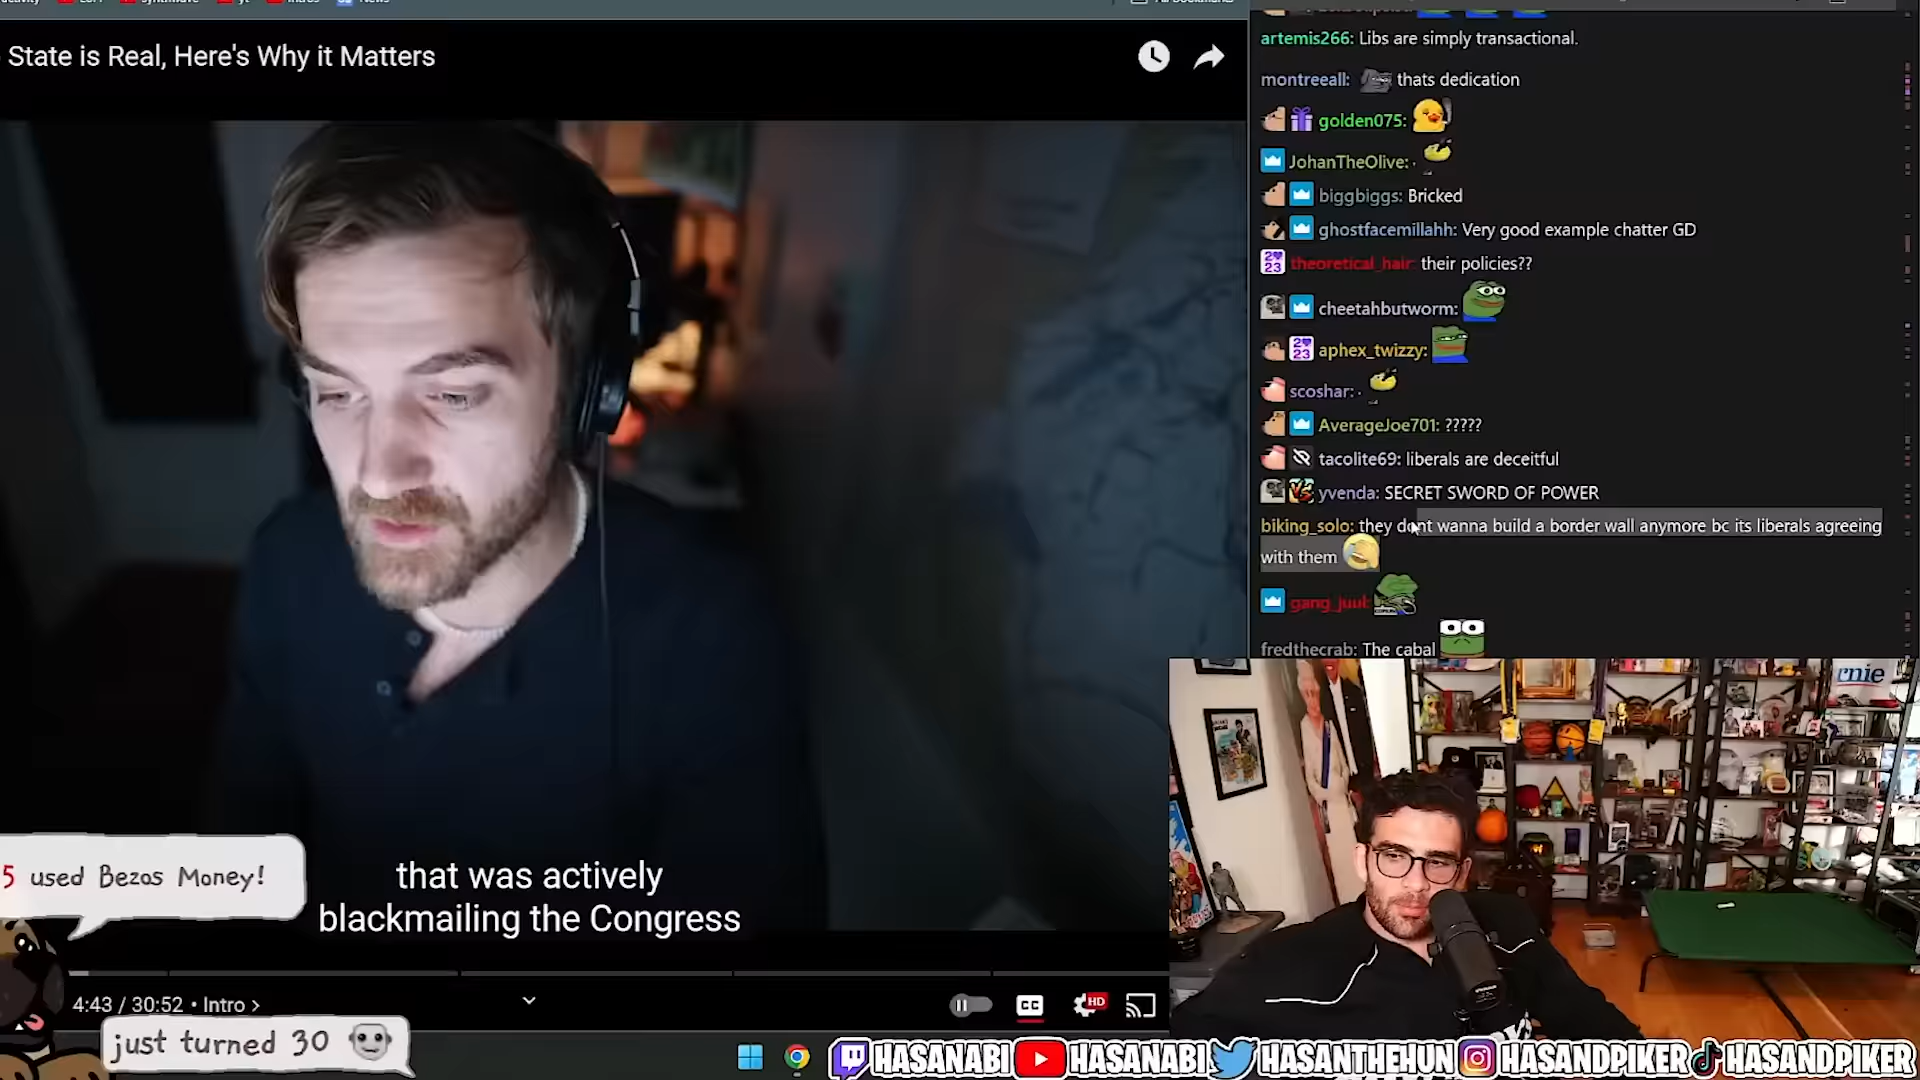 State is Real, Here's Why it Matters
artemis266: Libs are simply transactional.
montreeall: thats dedication
golden075:
JohanTheOlive:
biggbiggs: Bricked
ghostfacemillahh: Very good example chatter GD
theoretical_hair: their policies??
cheetahbutworm:
aphex_twizzy:
scoshar:
AverageJoe701: ?????
tacolite69: liberals are deceitful
yvenda: SECRET SWORD OF POWER
biking_solo: they dont wanna build a border wall anymore bc its liberals agreeing
with them
gang_juul:
fredthecrab: The cabal
rnie
5 used Bezos Money!
that was actively
blackmailing the Congress
4:43 / 30:52 • Intro >
CC
HD
just turned 30
HASANABI HASANABI HASANTHEHUN HASANDPIKER HASANDPIKER